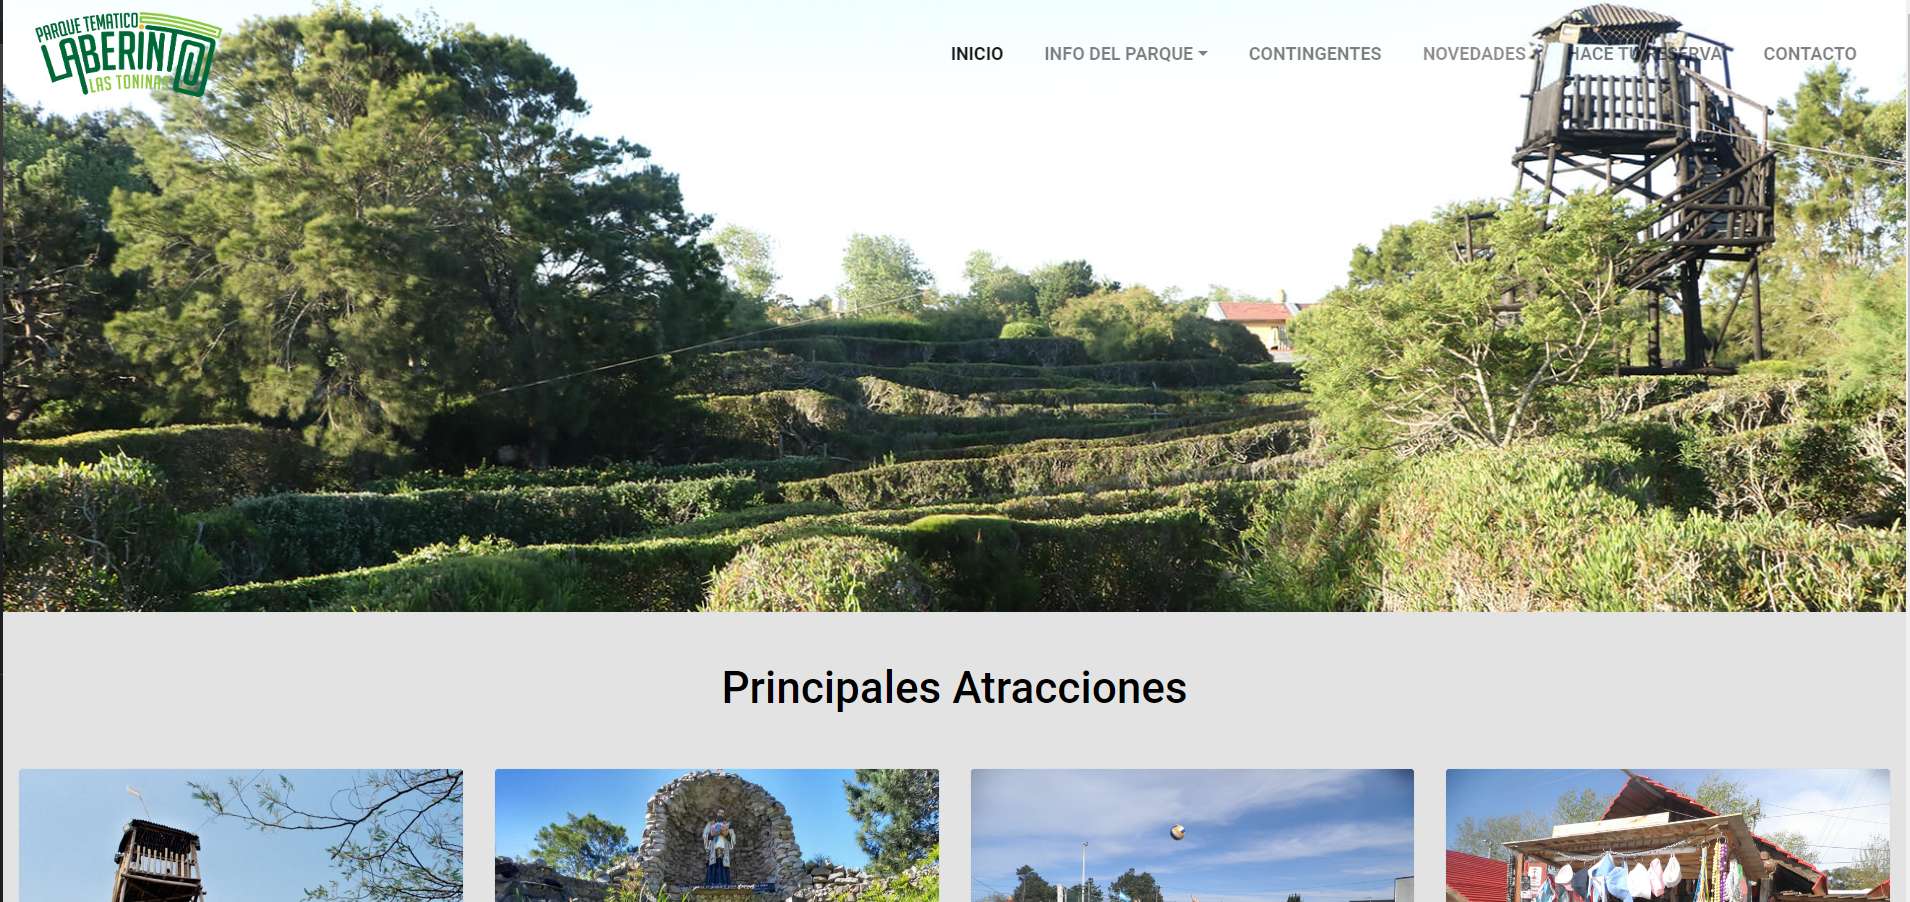 PARQUE TEMATICO
LABERINTO
LAS TONINAS
INICIO
INFO DEL PARQUE
CONTINGENTES
NOVEDADES
HACE TU RESERVA
CONTACTO
Principales Atracciones